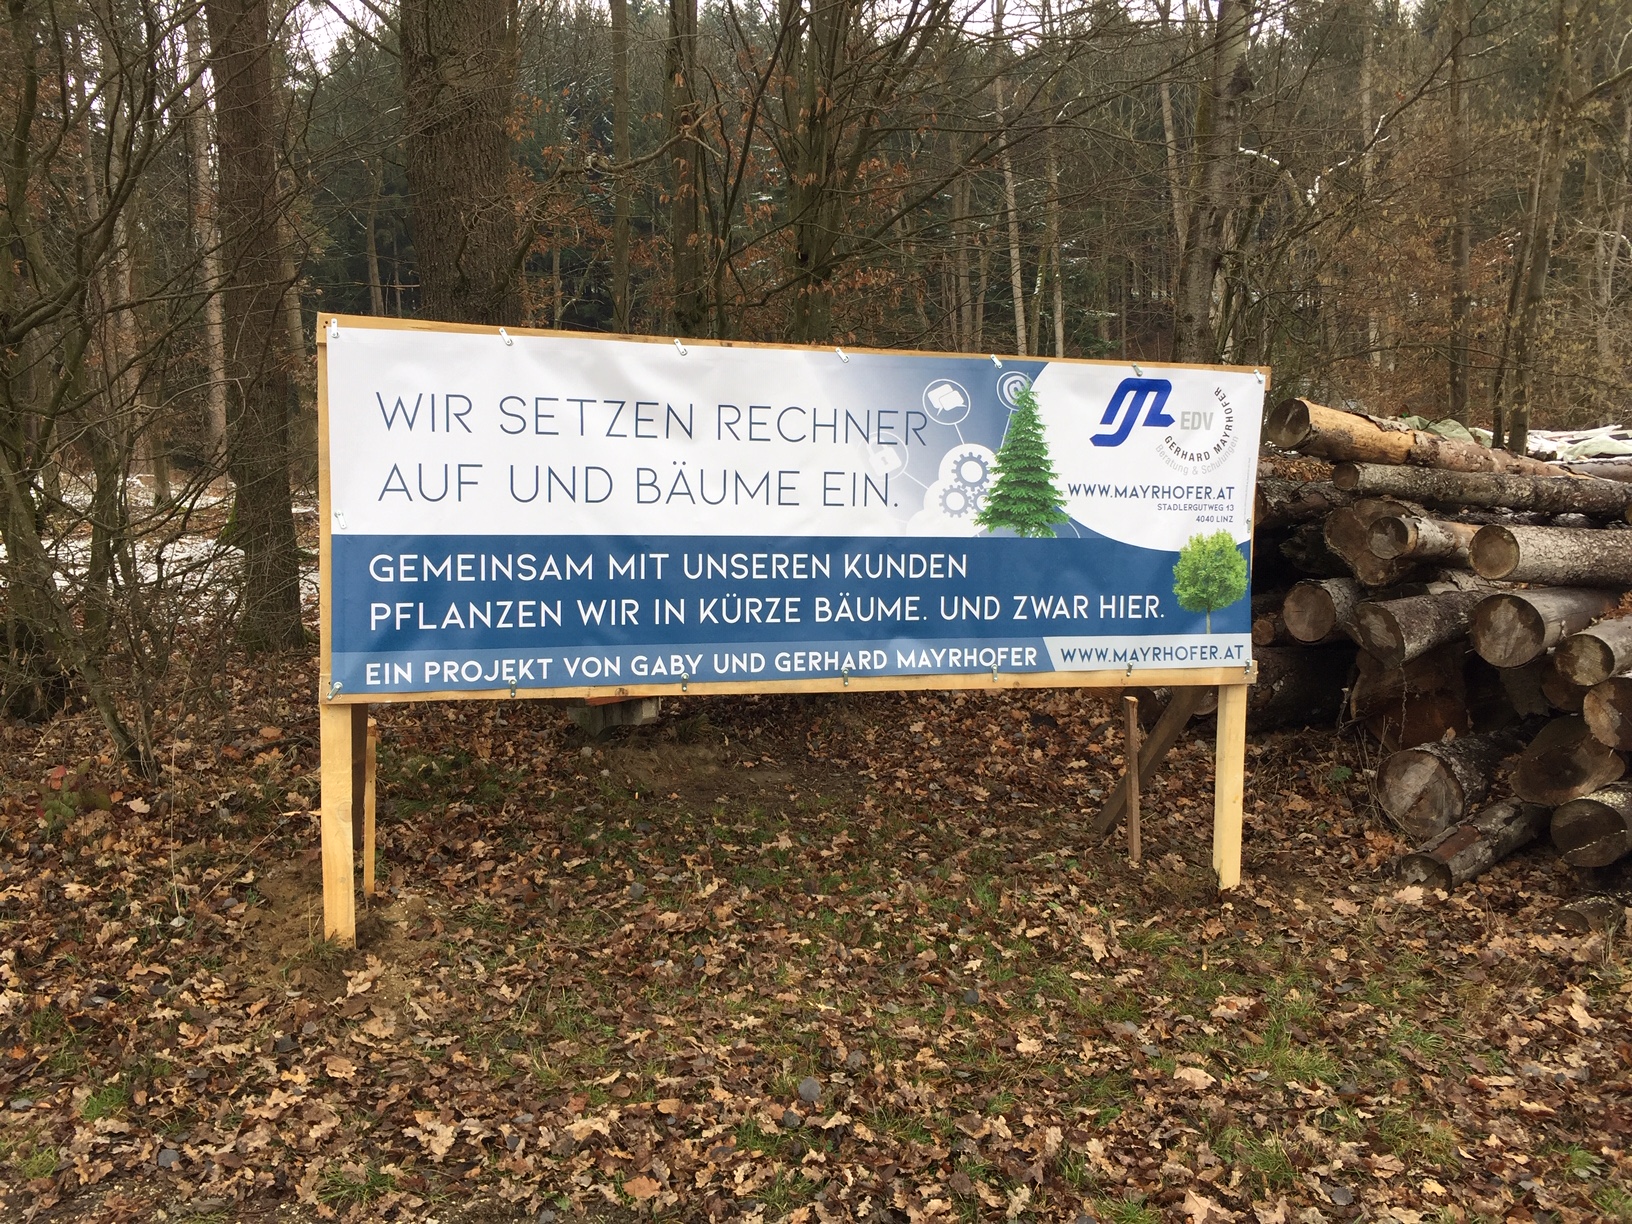 WIR SETZEN RECHNER
AUF UND BÄUME EIN.
EDV
GERHARD MAYRHOFER
Beratung & Schulungen
WWW.MAYRHOFER.AT
STADLERGUTWEG 13
4040 LINZ
GEMEINSAM MIT UNSEREN KUNDEN
PFLANZEN WIR IN KÜRZE BÄUME. UND ZWAR HIER.
EIN PROJEKT VON GABY UND GERHARD MAYRHOFER
WWW.MAYRHOFER.AT